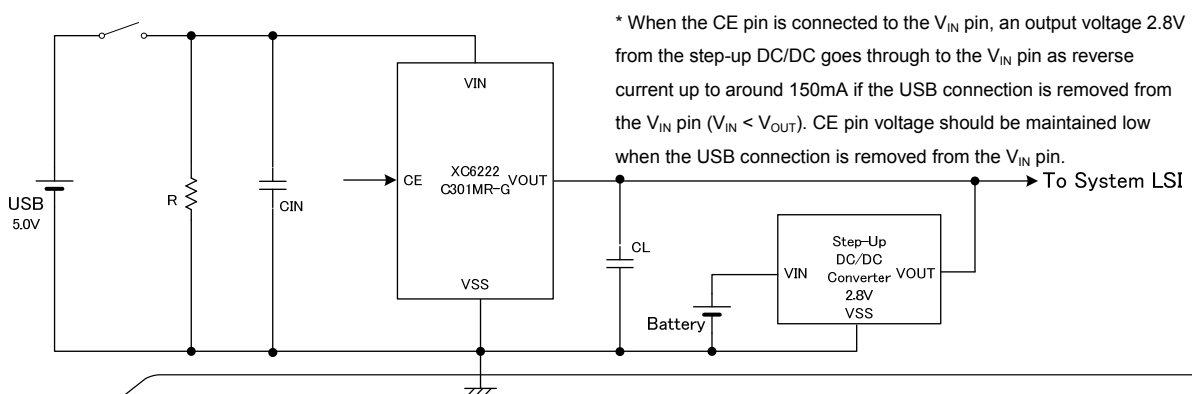 * When the CE pin is connected to the VIN pin, an output voltage 2.8V
from the step-up DC/DC goes through to the VIN pin as reverse
current up to around 150mA if the USB connection is removed from
the VIN pin (VIN < VOUT). CE pin voltage should be maintained low
when the USB connection is removed from the VIN pin.
VIN
CE
XC6222
C301MR-G
VOUT
VSS
To System LSI
USB
5.0V
R
CIN
CL
Step-Up
DC/DC
Converter
2.8V
VIN
VOUT
VSS
Battery